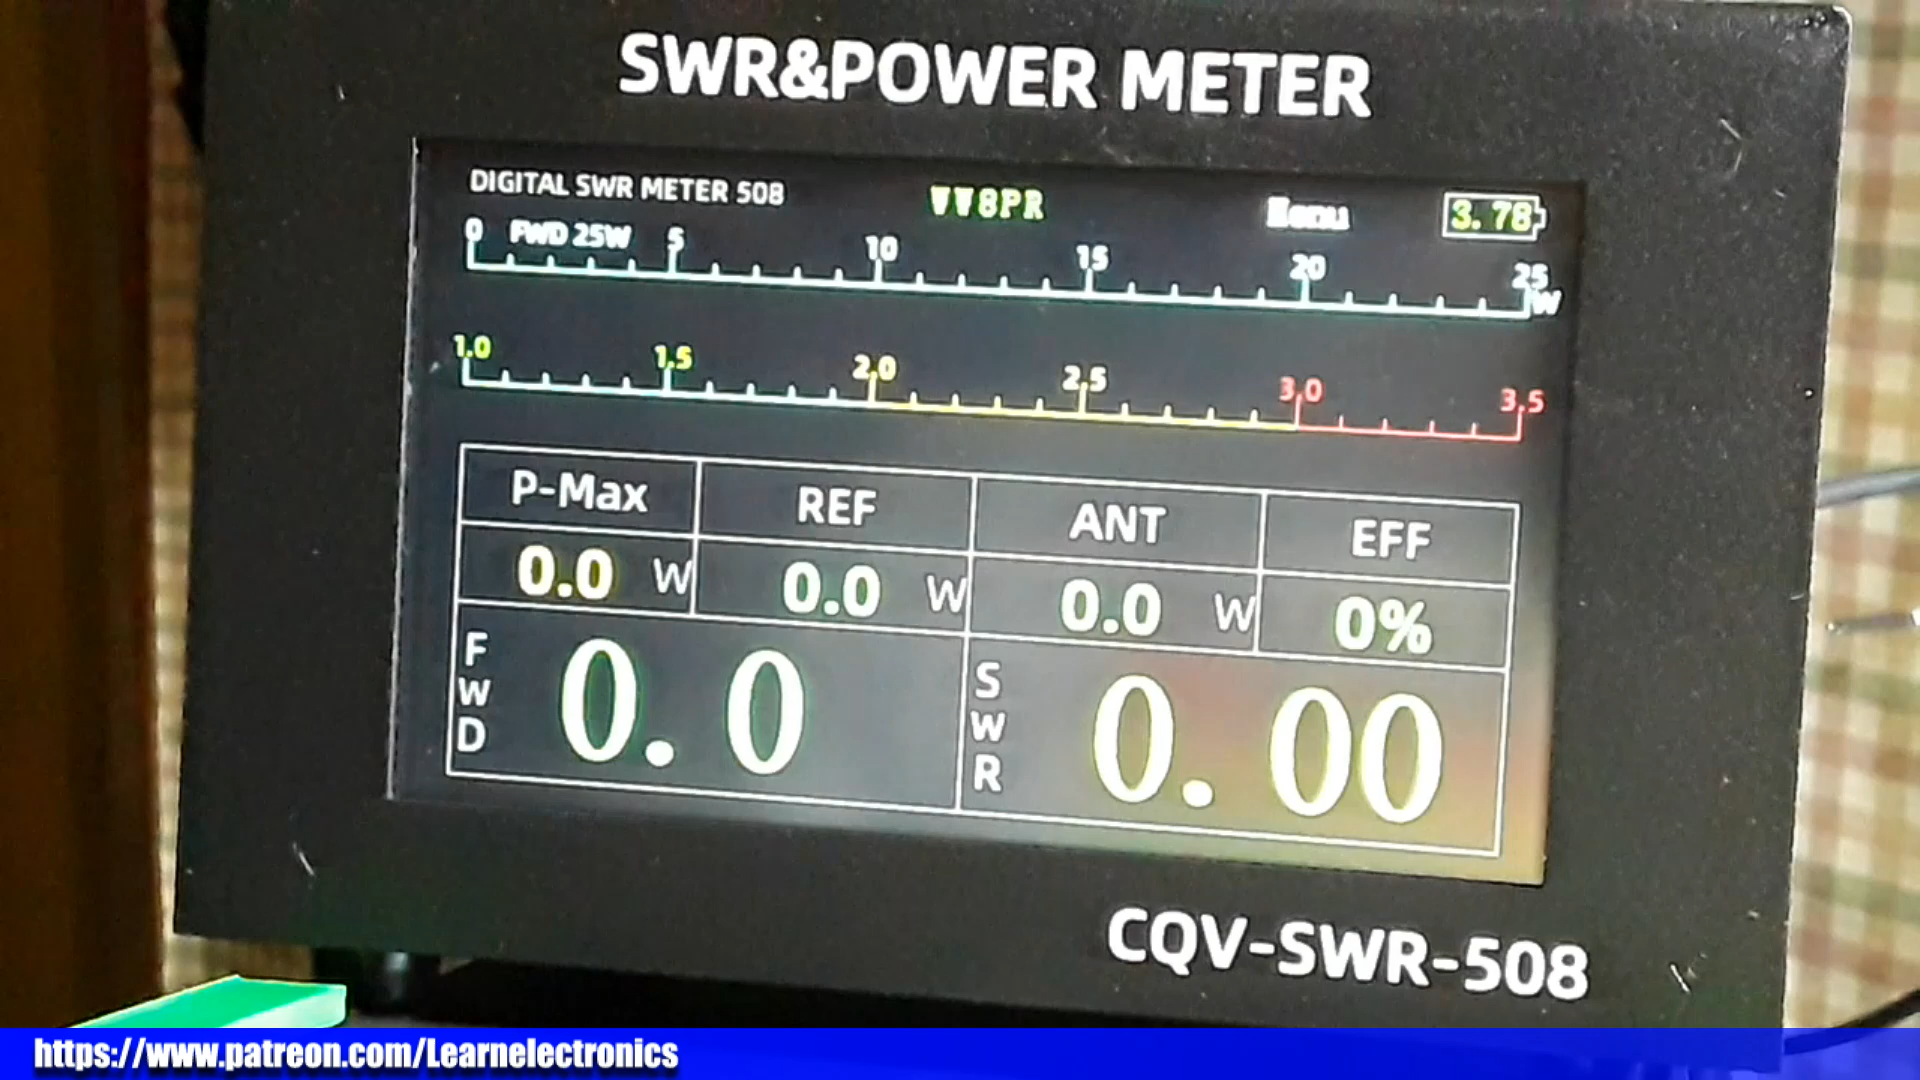 SWR&POWER METER
DIGITAL SWR METER 508 VV8PR Menu 3.78
0 FWD 25W 5 10 15 20 25 W
1.0 1.5 2.0 2.5 3.0 3.5
P-Max REF ANT EFF
0.0 W 0.0 W 0.0 W 0%
FWD 0.0 SWR 0.00
CQV-SWR-508
https://www.patreon.com/Learnelectronics